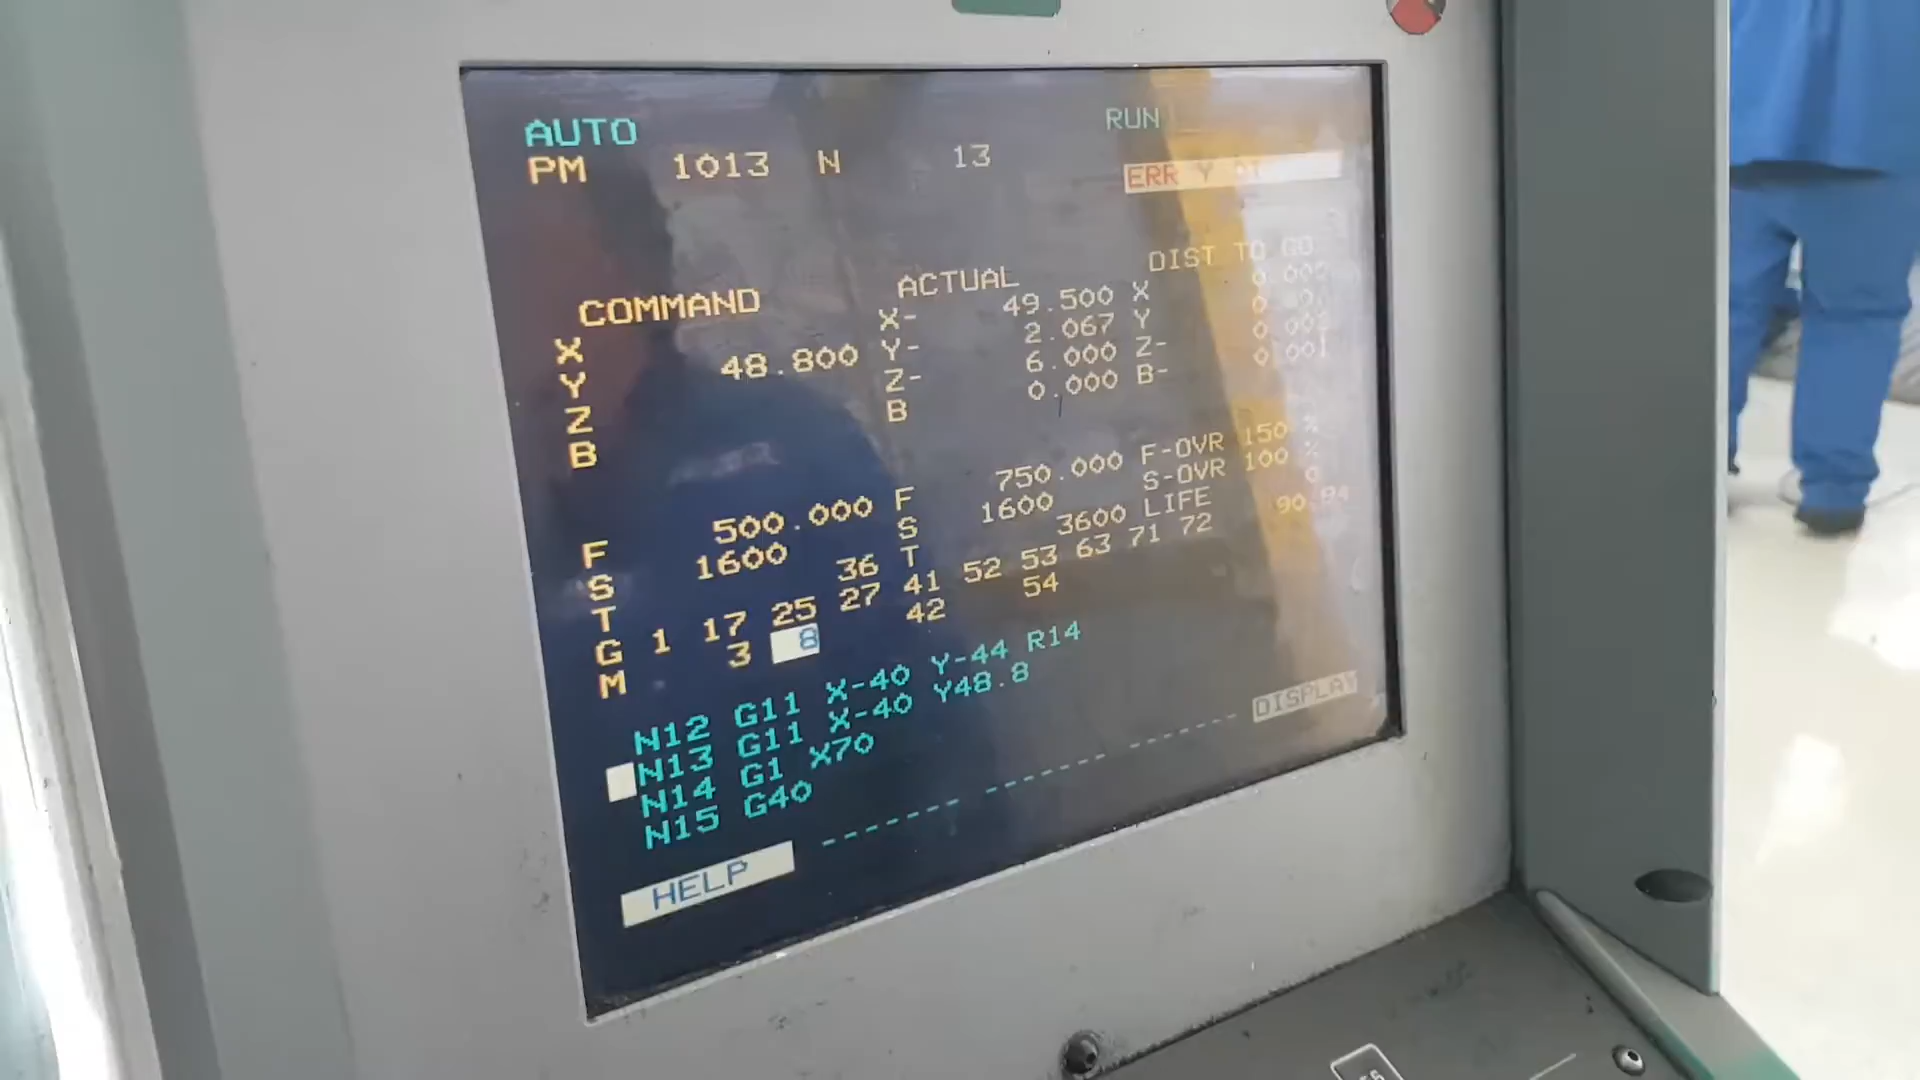 AUTO RUN
PM 1013 N 13 ERR Y
COMMAND ACTUAL DIST TO GO
X X- 49.500 X
Y 48.800 Y- 2.067 Y
Z Z- 6.000 Z-
B B 0.000 B-
F 500.000 F 750.000 F-OVR 150 %
S 1600 S 1600 S-OVR 100 %
T 36 T 3600 LIFE 0
G 1 17 25 27 41 52 53 63 71 72
M 3 8 42 54
N12 G11 X-40 Y-44 R14
N13 G11 X-40 Y48.8
N14 G1 X70
N15 G40
HELP DISPLAY